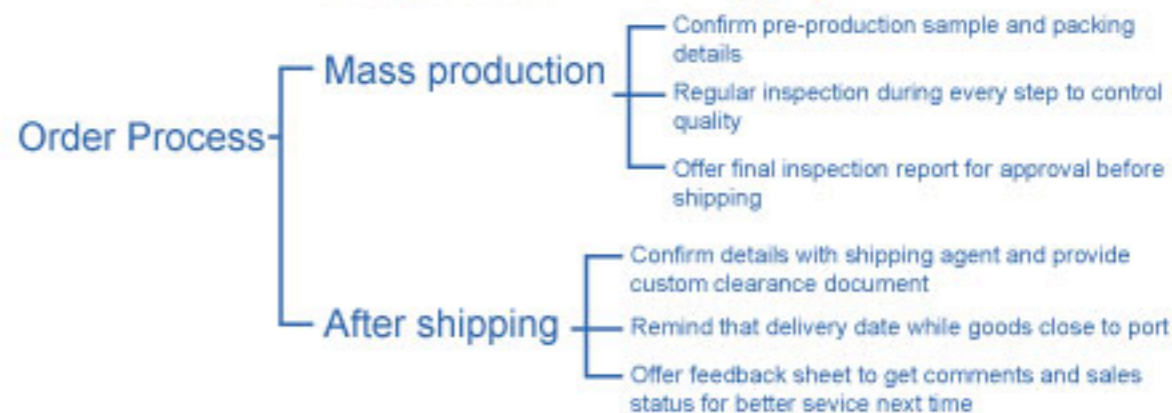 Order Process
Mass production
Confirm pre-production sample and packing
details
Regular inspection during every step to control
quality
Offer final inspection report for approval before
shipping
After shipping
Confirm details with shipping agent and provide
custom clearance document
Remind that delivery date while goods close to port
Offer feedback sheet to get comments and sales
status for better sevice next time